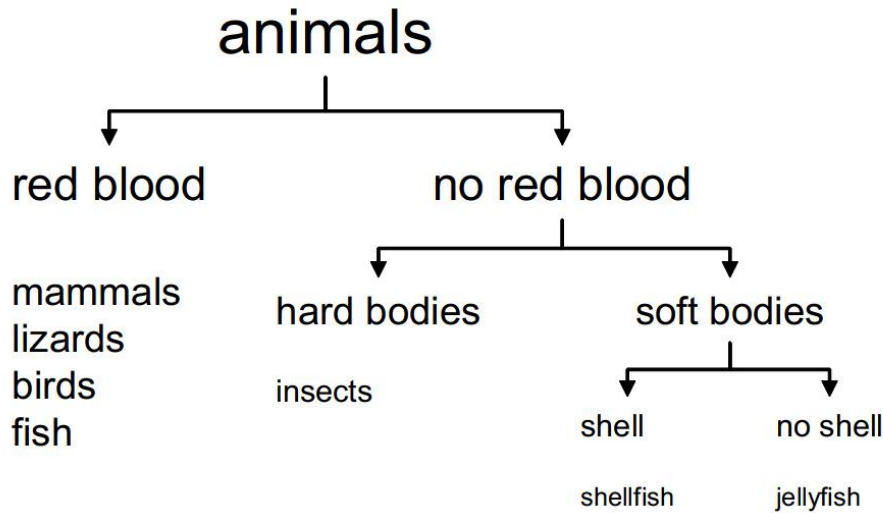 animals
red blood
no red blood
mammals
lizards
birds
fish
hard bodies
soft bodies
insects
shell
no shell
shellfish
jellyfish